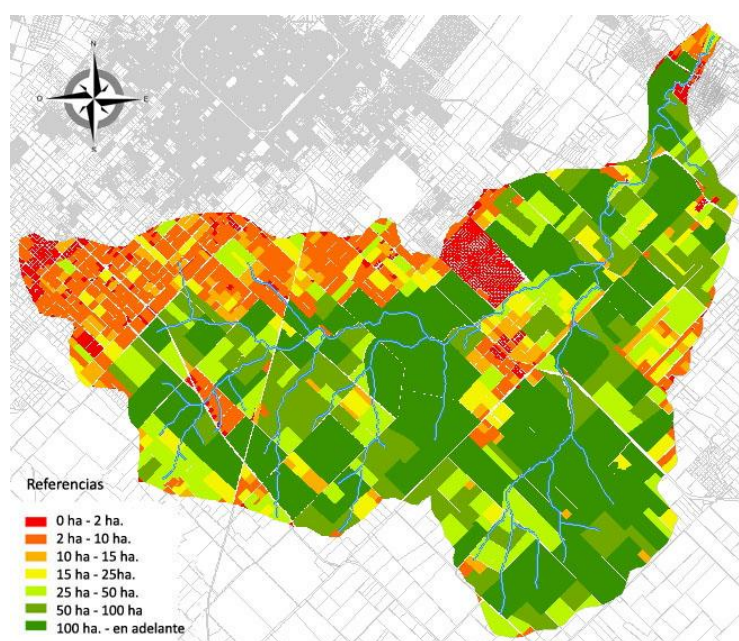 N
O
E
S
Referencias
0 ha - 2 ha.
2 ha - 10 ha.
10 ha - 15 ha.
15 ha - 25ha.
25 ha - 50 ha.
50 ha - 100 ha
100 ha. - en adelante